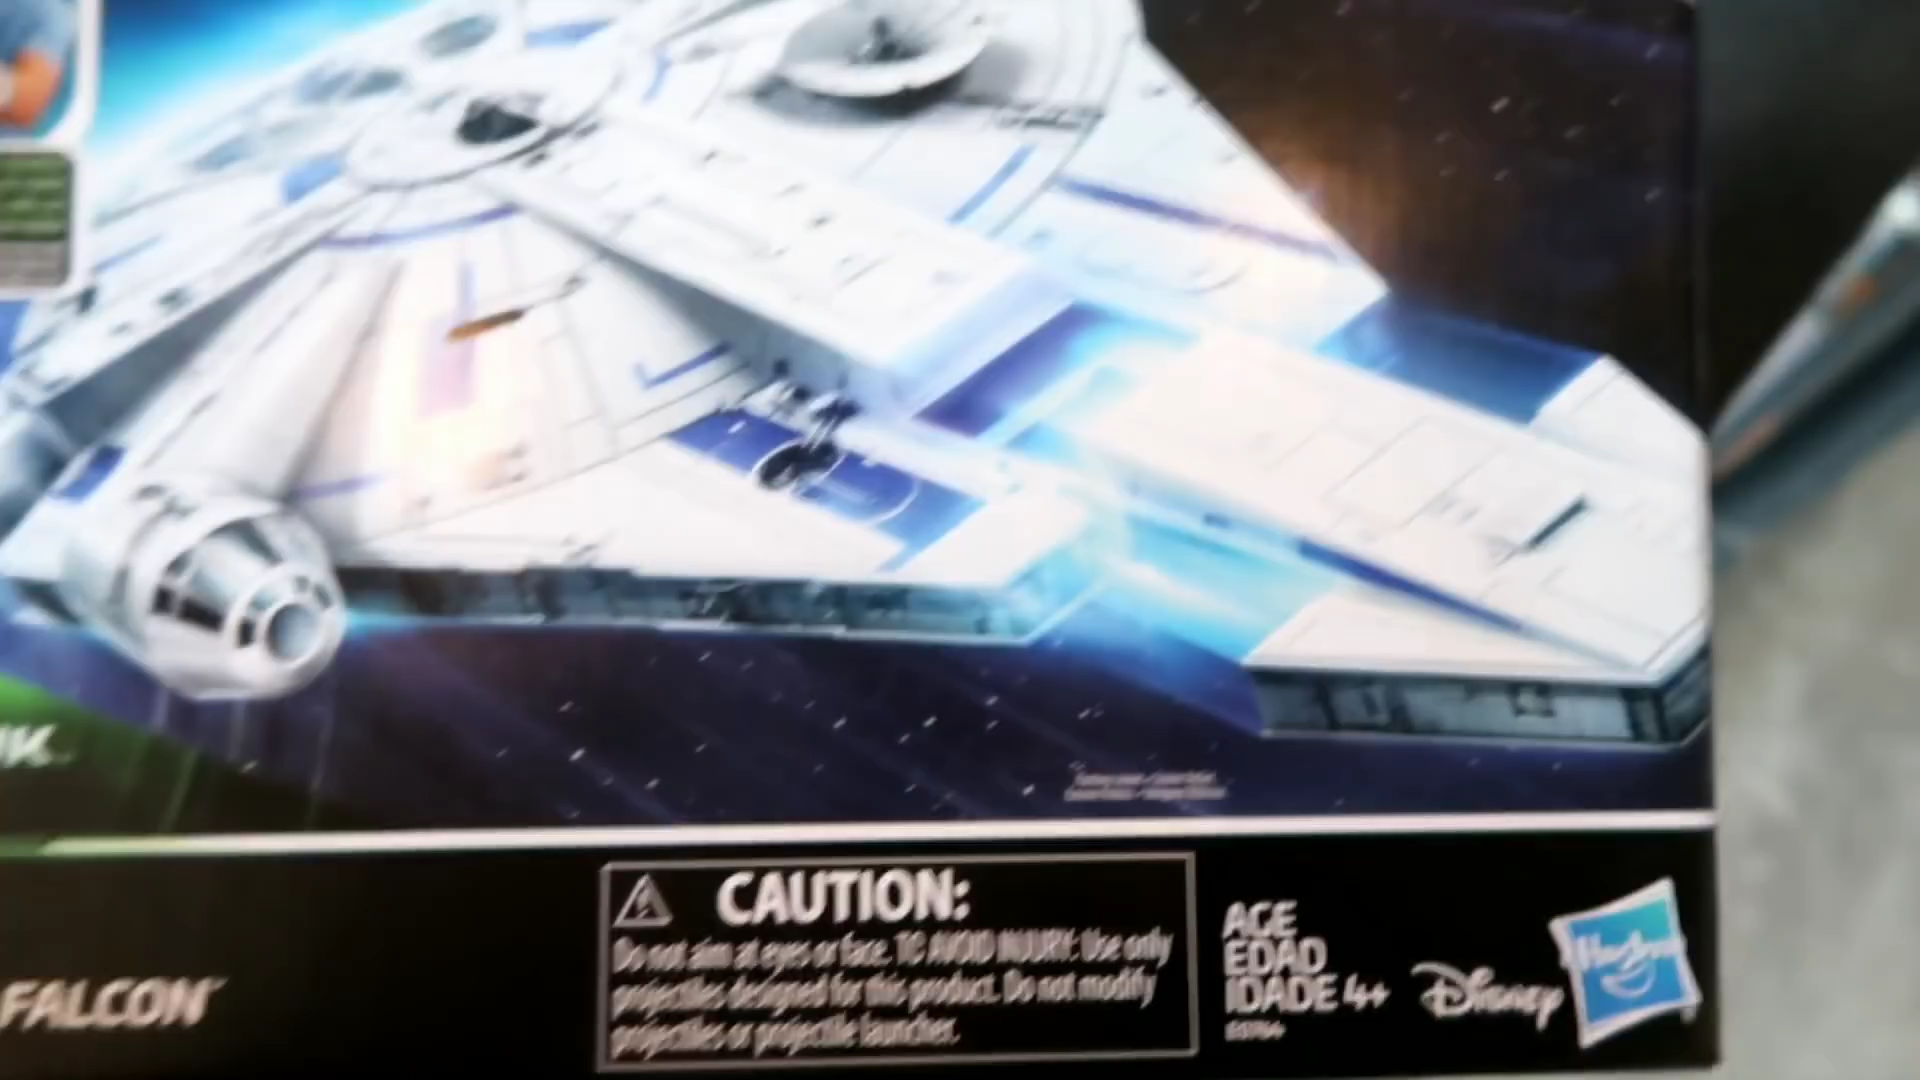 FALCON
CAUTION:
Do not aim at eyes or face. TO AVOID INJURY: Use only
projectiles designed for this product. Do not modify
projectiles or projectile launcher.
AGE
EDAD
IDADE 4+
Disney
Hasbro